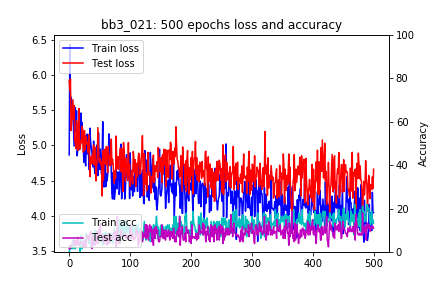 bb3_021: 500 epochs loss and accuracy
6.5
6.0
5.5
5.0
4.5
4.0
3.5
Loss
Train loss
Test loss
Train acc
Test acc
100
80
60
40
20
0
Accuracy
0
100
200
300
400
500